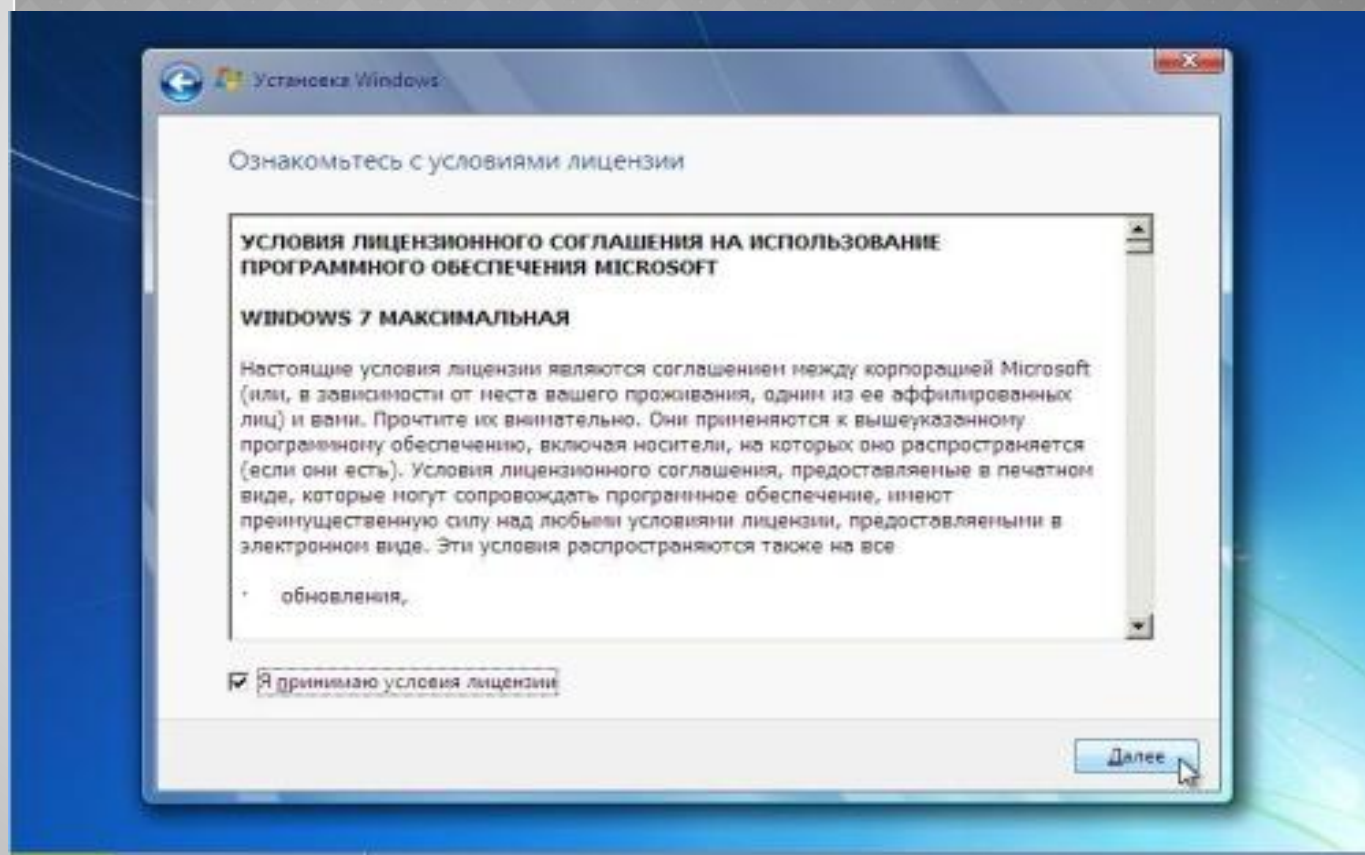 Установка Windows
Ознакомьтесь с условиями лицензии
УСЛОВИЯ ЛИЦЕНЗИОННОГО СОГЛАШЕНИЯ НА ИСПОЛЬЗОВАНИЕ
ПРОГРАММНОГО ОБЕСПЕЧЕНИЯ MICROSOFT
WINDOWS 7 МАКСИМАЛЬНАЯ
Настоящие условия лицензии являются соглашением между корпорацией Microsoft
(или, в зависимости от места вашего проживания, одним из ее аффилированных
лиц) и вами. Прочтите их внимательно. Они применяются к вышеуказанному
программному обеспечению, включая носители, на которых оно распространяется
(если они есть). Условия лицензионного соглашения, предоставляемые в печатном
виде, которые могут сопровождать программное обеспечение, имеют
преимущественную силу над любыми условиями лицензии, предоставляемыми в
электронном виде. Эти условия распространяются также на все
· обновления,
Я принимаю условия лицензии
Далее